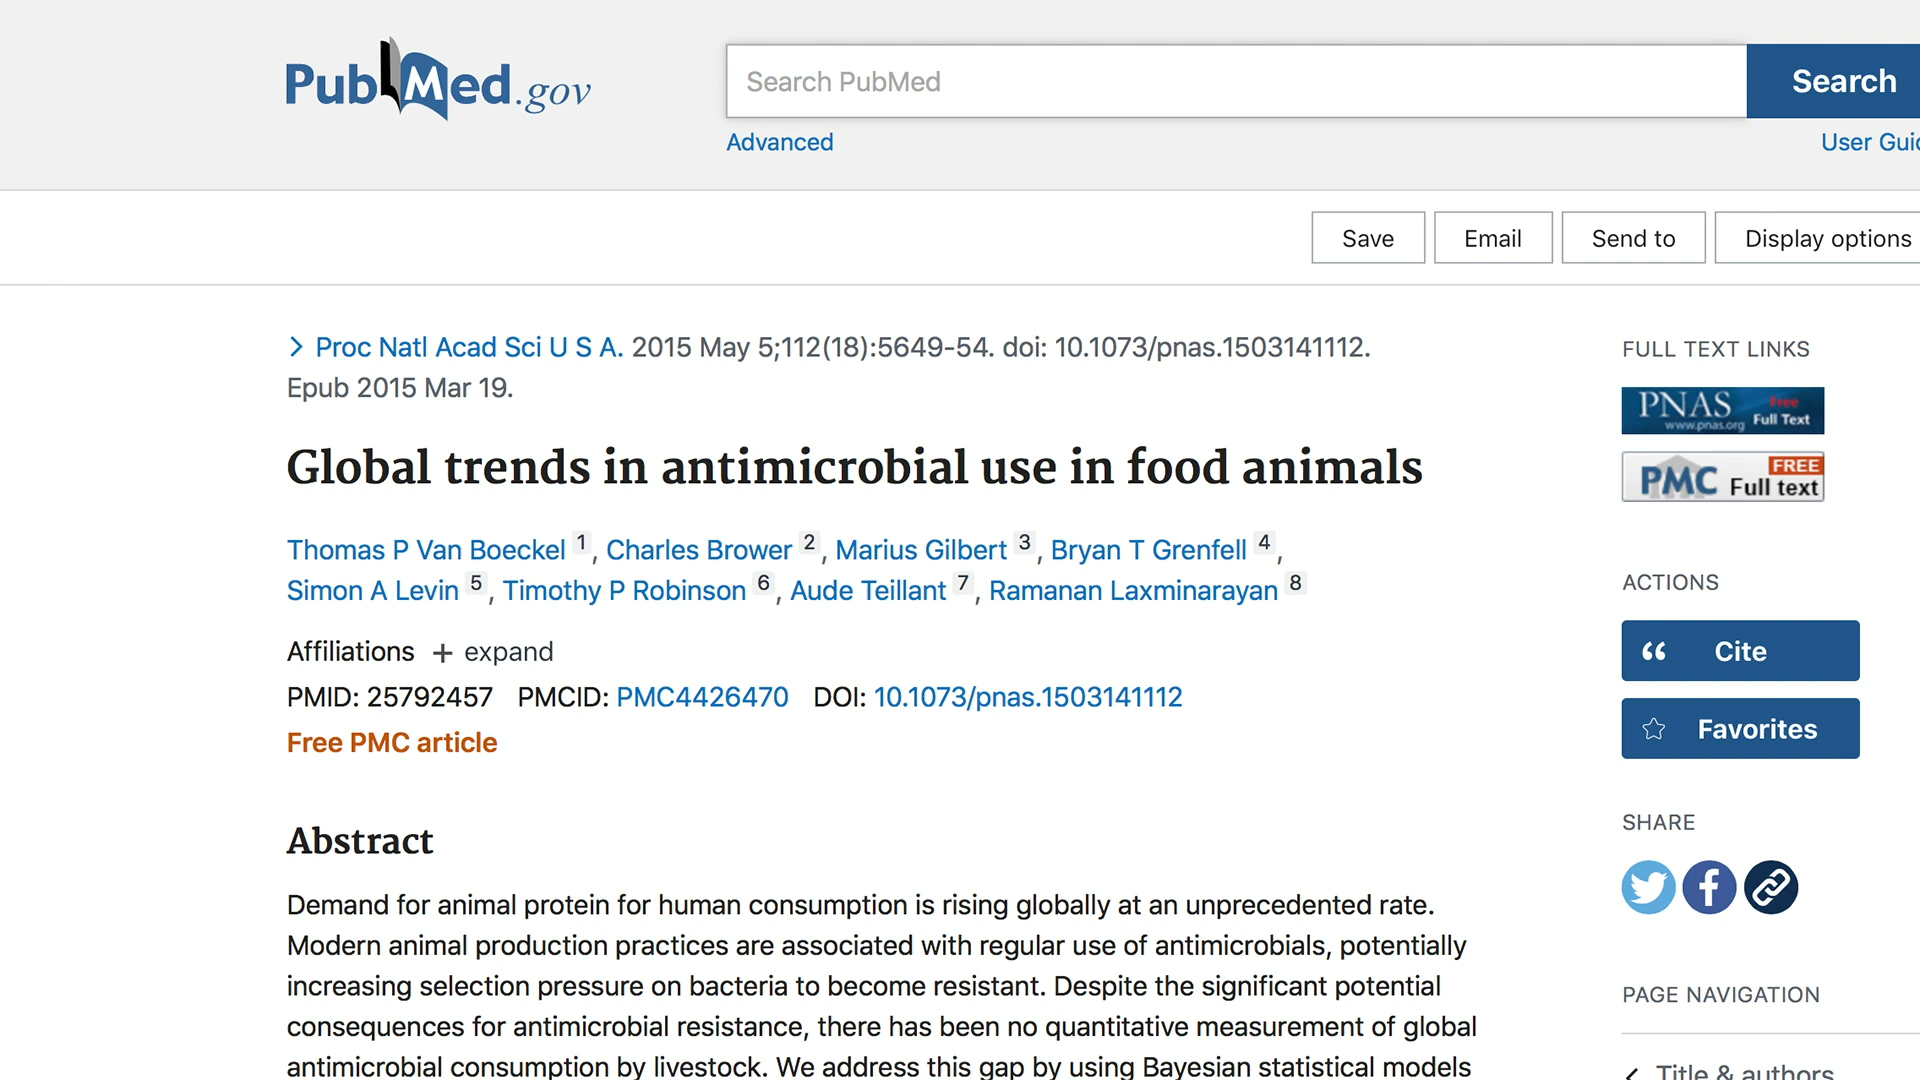 PubMed.gov
Search PubMed
Search
Advanced
User Guid
Save
Email
Send to
Display options
Proc Natl Acad Sci U S A. 2015 May 5;112(18):5649-54. doi: 10.1073/pnas.1503141112.
Epub 2015 Mar 19.
Global trends in antimicrobial use in food animals
Thomas P Van Boeckel 1, Charles Brower 2, Marius Gilbert 3, Bryan T Grenfell 4,
Simon A Levin 5, Timothy P Robinson 6, Aude Teillant 7, Ramanan Laxminarayan 8
Affiliations + expand
PMID: 25792457 PMCID: PMC4426470 DOI: 10.1073/pnas.1503141112
Free PMC article
Abstract
Demand for animal protein for human consumption is rising globally at an unprecedented rate.
Modern animal production practices are associated with regular use of antimicrobials, potentially
increasing selection pressure on bacteria to become resistant. Despite the significant potential
consequences for antimicrobial resistance, there has been no quantitative measurement of global
antimicrobial consumption by livestock. We address this gap by using Bayesian statistical models
FULL TEXT LINKS
PNAS Free
www.pnas.org Full Text
PMC FREE
Full text
ACTIONS
Cite
Favorites
SHARE
PAGE NAVIGATION
Title & authors